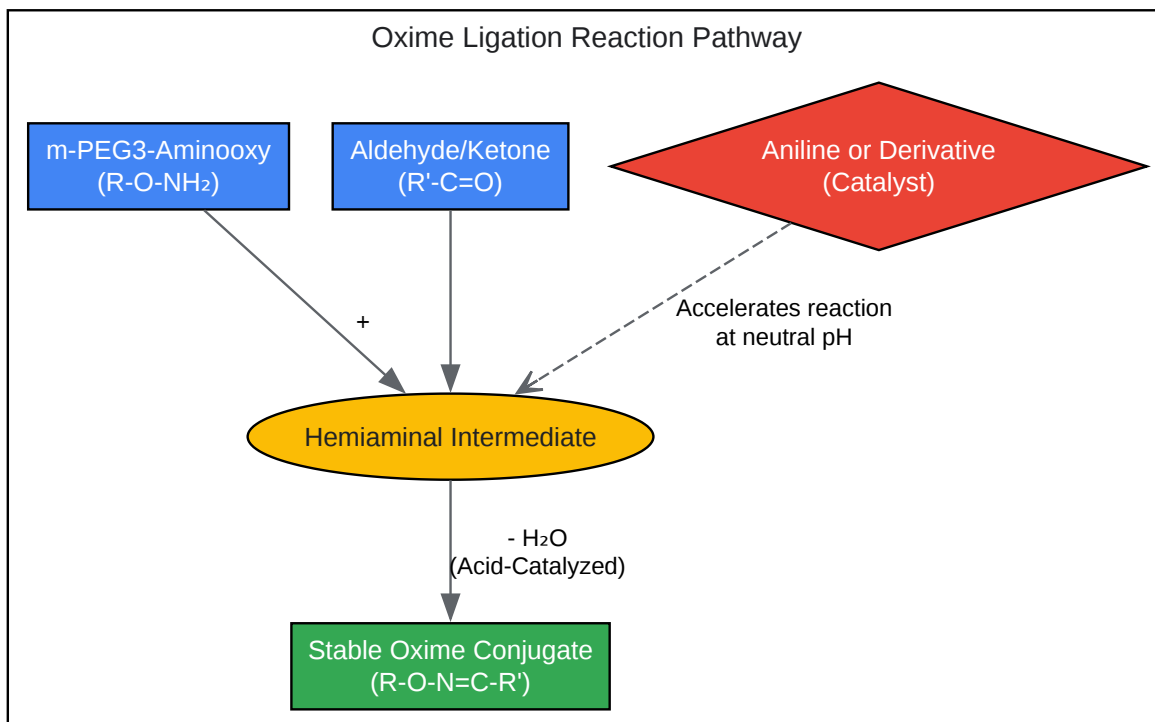 Oxime Ligation Reaction Pathway
m-PEG3-Aminooxy
(R-O-NH₂)
Aldehyde/Ketone
(R'-C=O)
Aniline or Derivative
(Catalyst)
+
Accelerates reaction
at neutral pH
Hemiaminal Intermediate
- H₂O
(Acid-Catalyzed)
Stable Oxime Conjugate
(R-O-N=C-R')